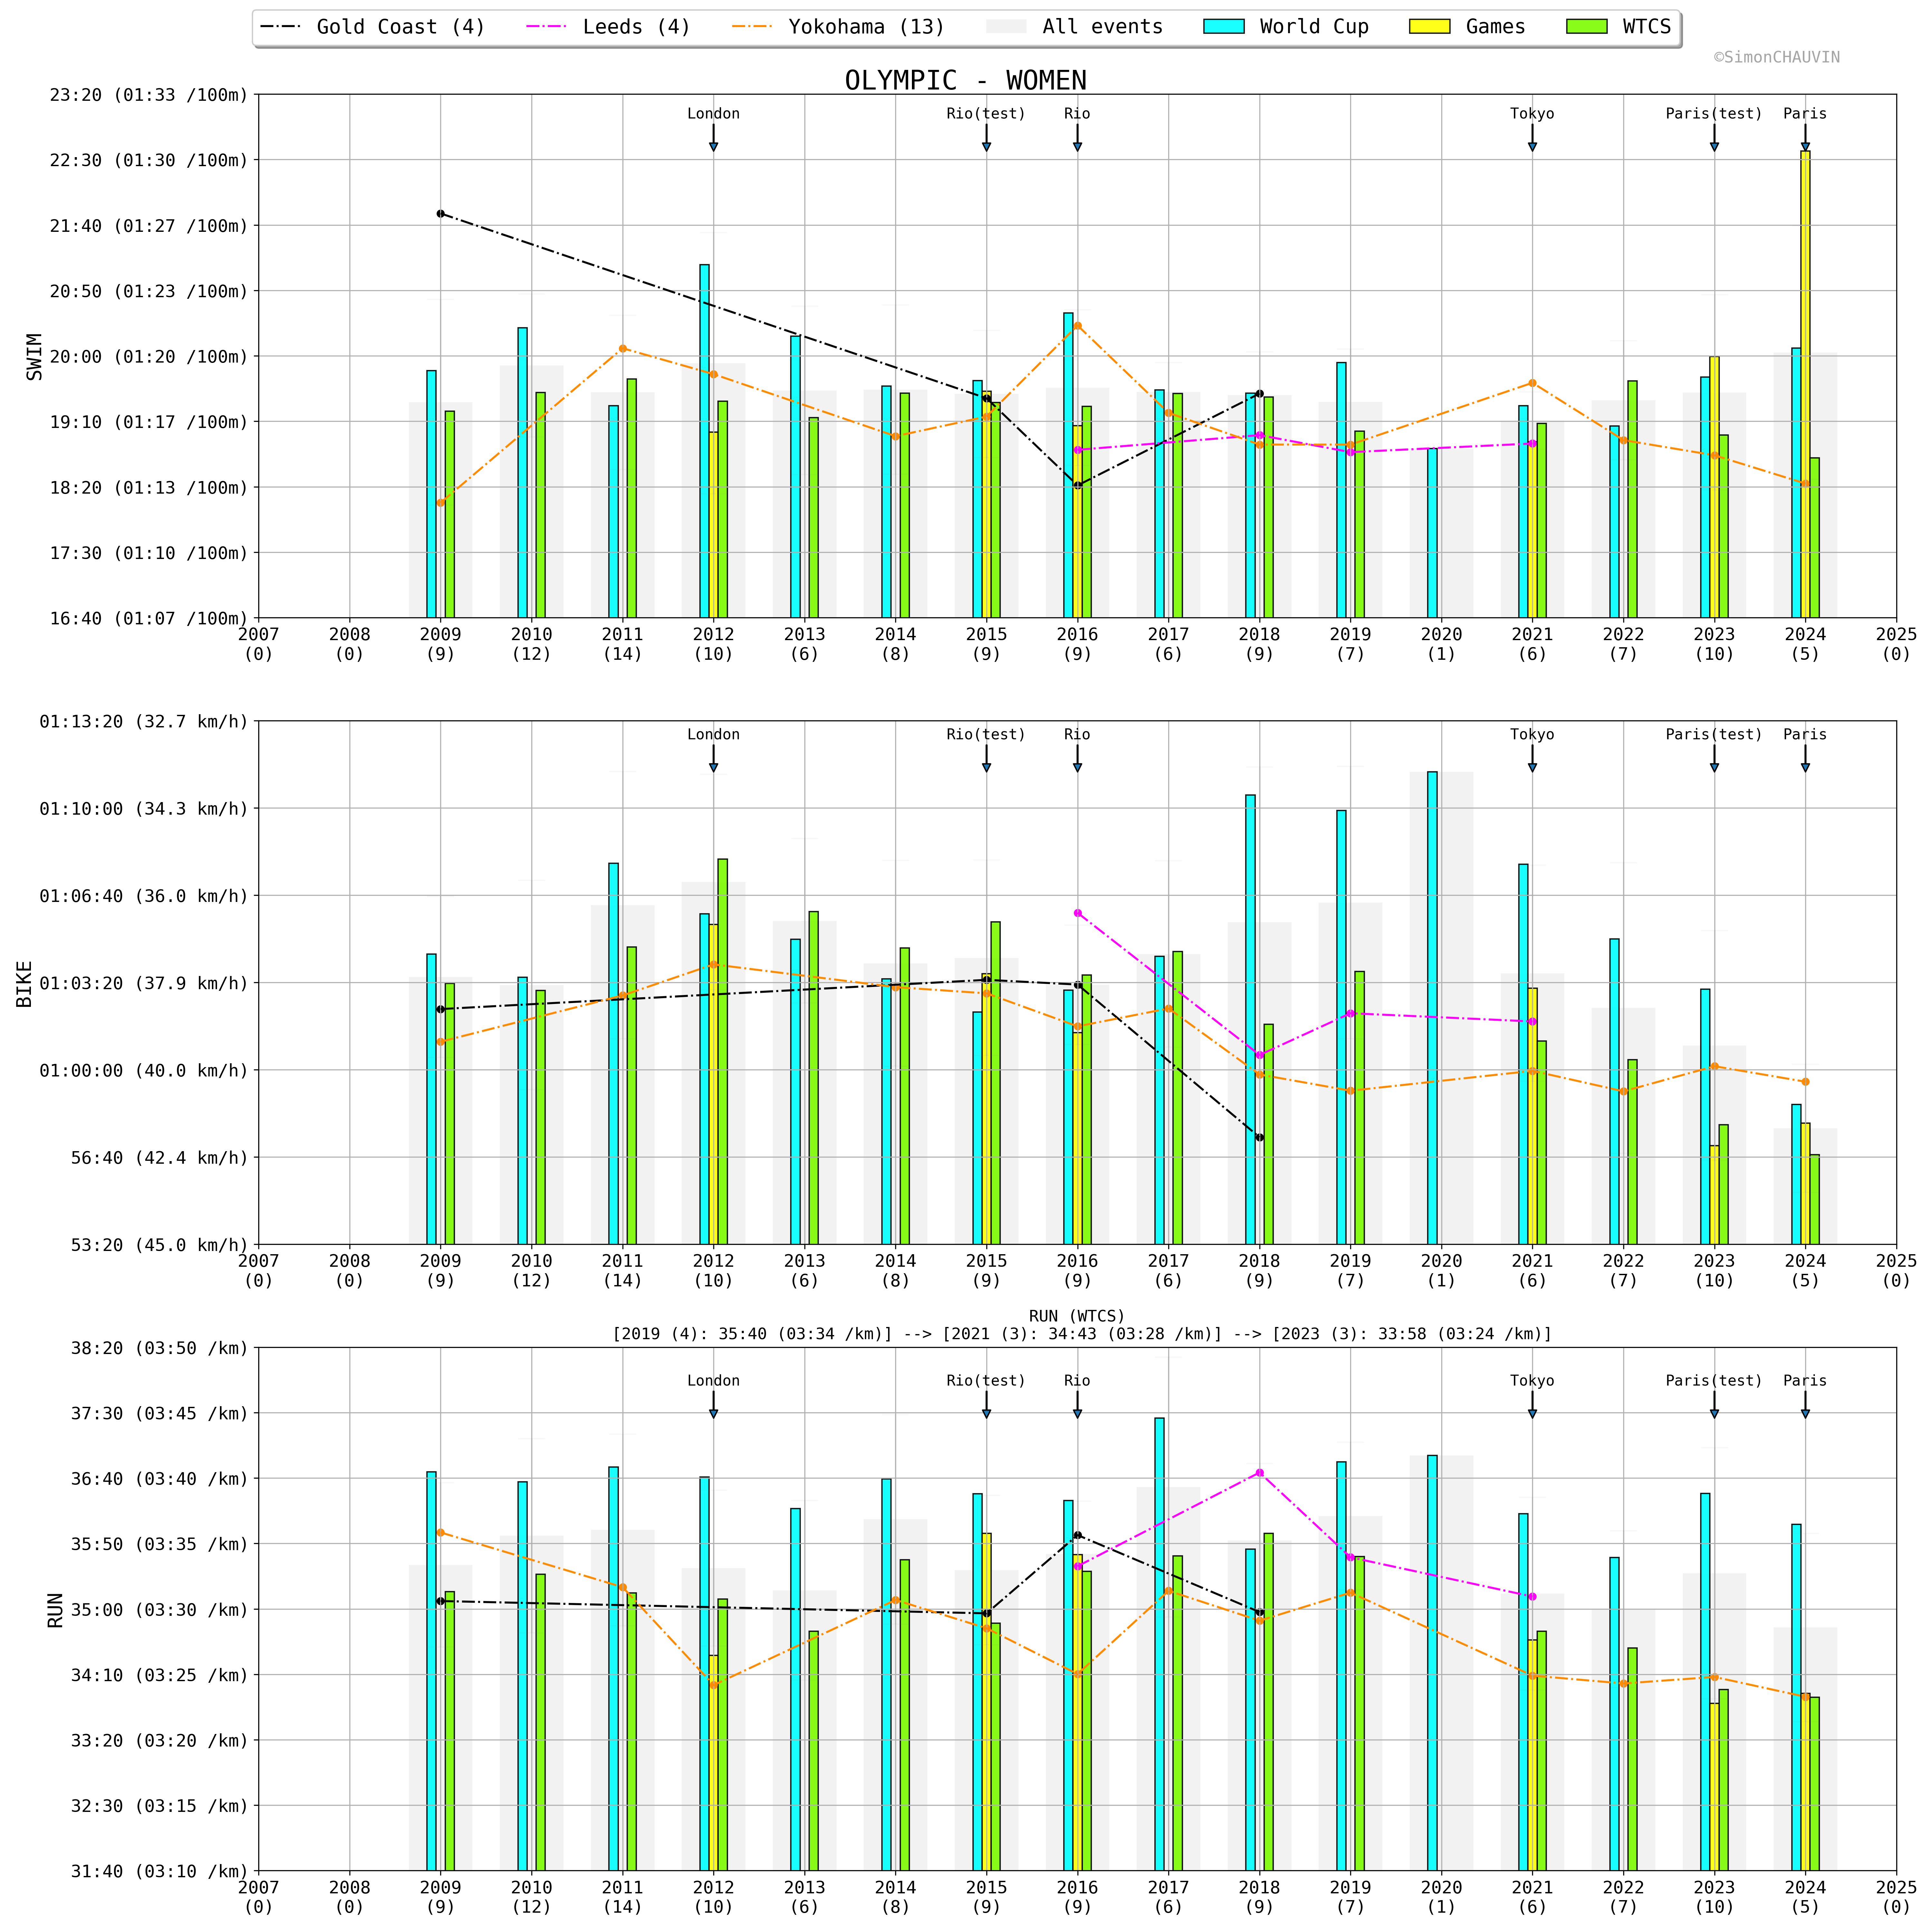 Gold Coast (4) Leeds (4) Yokohama (13) All events World Cup Games WTCS
©SimonCHAUVIN
OLYMPIC - WOMEN
23:20 (01:33 /100m)
London Rio(test) Rio Tokyo Paris(test) Paris
22:30 (01:30 /100m)
21:40 (01:27 /100m)
20:50 (01:23 /100m)
20:00 (01:20 /100m)
SWIM
19:10 (01:17 /100m)
18:20 (01:13 /100m)
17:30 (01:10 /100m)
16:40 (01:07 /100m)
2007 2008 2009 2010 2011 2012 2013 2014 2015 2016 2017 2018 2019 2020 2021 2022 2023 2024 2025
(0) (0) (9) (12) (14) (10) (6) (8) (9) (9) (6) (9) (7) (1) (6) (7) (10) (5) (0)
01:13:20 (32.7 km/h)
London Rio(test) Rio Tokyo Paris(test) Paris
01:10:00 (34.3 km/h)
01:06:40 (36.0 km/h)
01:03:20 (37.9 km/h)
BIKE
01:00:00 (40.0 km/h)
56:40 (42.4 km/h)
53:20 (45.0 km/h)
2007 2008 2009 2010 2011 2012 2013 2014 2015 2016 2017 2018 2019 2020 2021 2022 2023 2024 2025
(0) (0) (9) (12) (14) (10) (6) (8) (9) (9) (6) (9) (7) (1) (6) (7) (10) (5) (0)
RUN (WTCS)
[2019 (4): 35:40 (03:34 /km)] --> [2021 (3): 34:43 (03:28 /km)] --> [2023 (3): 33:58 (03:24 /km)]
38:20 (03:50 /km)
London Rio(test) Rio Tokyo Paris(test) Paris
37:30 (03:45 /km)
36:40 (03:40 /km)
35:50 (03:35 /km)
35:00 (03:30 /km)
RUN
34:10 (03:25 /km)
33:20 (03:20 /km)
32:30 (03:15 /km)
31:40 (03:10 /km)
2007 2008 2009 2010 2011 2012 2013 2014 2015 2016 2017 2018 2019 2020 2021 2022 2023 2024 2025
(0) (0) (9) (12) (14) (10) (6) (8) (9) (9) (6) (9) (7) (1) (6) (7) (10) (5) (0)